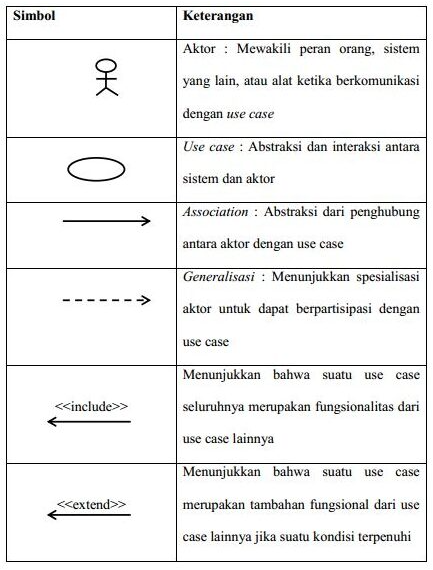 Simbol Keterangan
Aktor : Mewakili peran orang, sistem
yang lain, atau alat ketika berkomunikasi
dengan use case
Use case : Abstraksi dan interaksi antara
sistem dan aktor
Association : Abstraksi dari penghubung
antara aktor dengan use case
Generalisasi : Menunjukkan spesialisasi
aktor untuk dapat berpartisipasi dengan
use case
<<include>>
Menunjukkan bahwa suatu use case
seluruhnya merupakan fungsionalitas dari
use case lainnya
<<extend>>
Menunjukkan bahwa suatu use case
merupakan tambahan fungsional dari use
case lainnya jika suatu kondisi terpenuhi